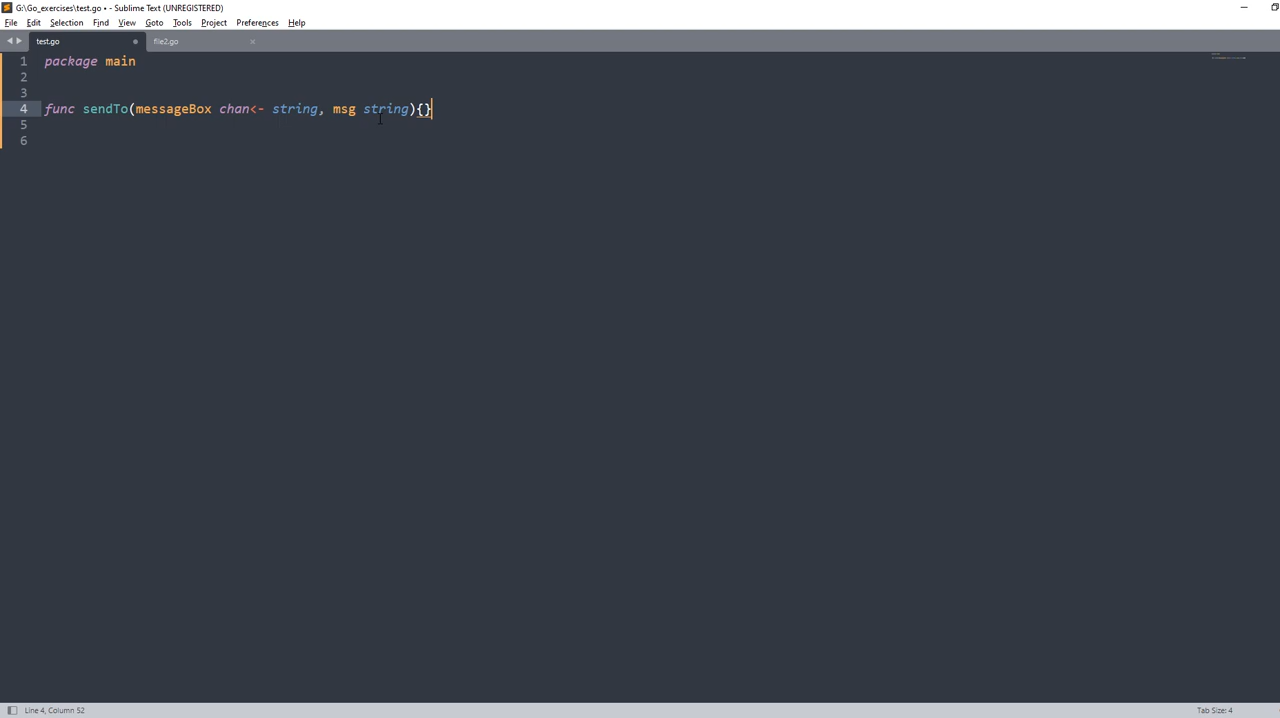 G:\Go_exercises\test.go • - Sublime Text (UNREGISTERED)
File Edit Selection Find View Goto Tools Project Preferences Help
test.go file2.go
1 package main
2
3
4 func sendTo(messageBox chan<- string, msg string){}
5
6
Line 4, Column 52 Tab Size: 4